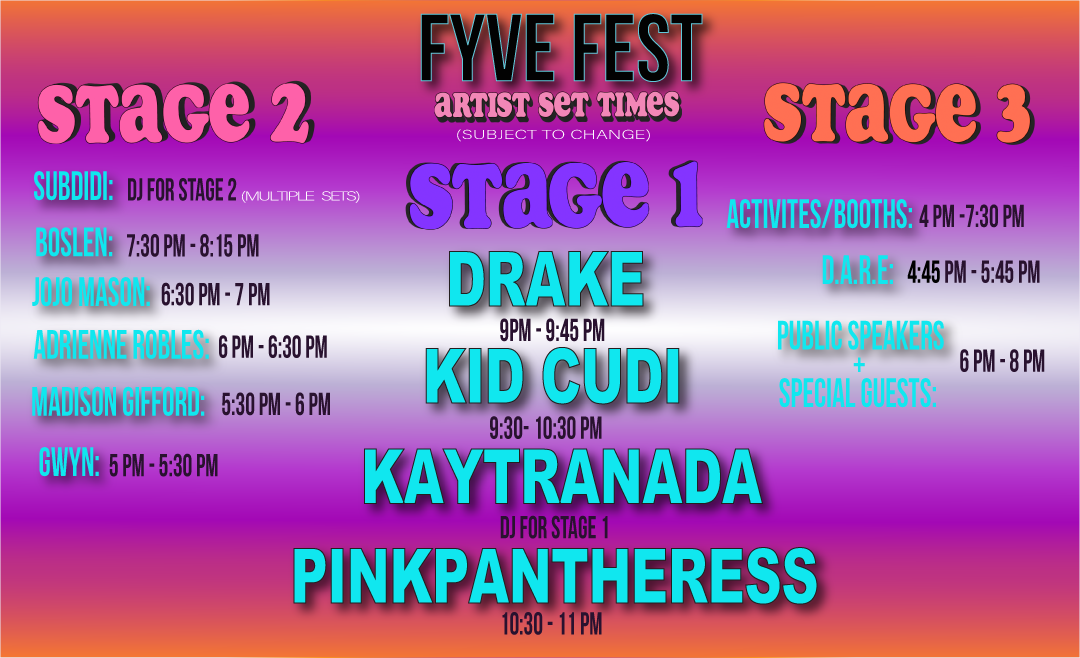 FYVE FEST
ARTIST SET TIMES
(SUBJECT TO CHANGE)
STAGE 2
SUBDIDI: DJ FOR STAGE 2 (MULTIPLE SETS)
BOSLEN: 7:30 PM - 8:15 PM
JOJO MASON: 6:30 PM - 7 PM
ADRIENNE ROBLES: 6 PM - 6:30 PM
MADISON GIFFORD: 5:30 PM - 6 PM
GWYN: 5 PM - 5:30 PM
STAGE 1
DRAKE
9PM - 9:45 PM
KID CUDI
9:30- 10:30 PM
KAYTRANADA
DJ FOR STAGE 1
PINKPANTHERESS
10:30 - 11 PM
STAGE 3
ACTIVITES/BOOTHS: 4 PM -7:30 PM
D.A.R.E: 4:45 PM - 5:45 PM
PUBLIC SPEAKERS
+
SPECIAL GUESTS:
6 PM - 8 PM